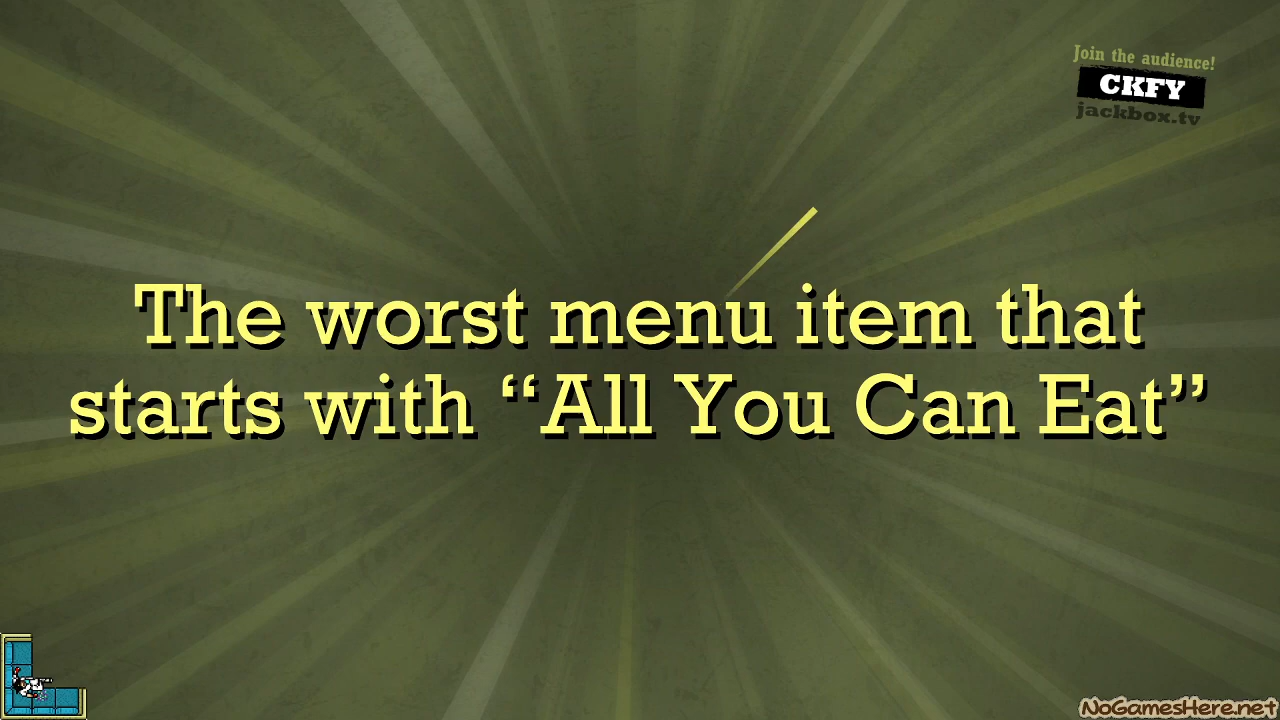 Join the audience!
CKFY
jackbox.tv
The worst menu item that
starts with “All You Can Eat”
NoGamesHere.net